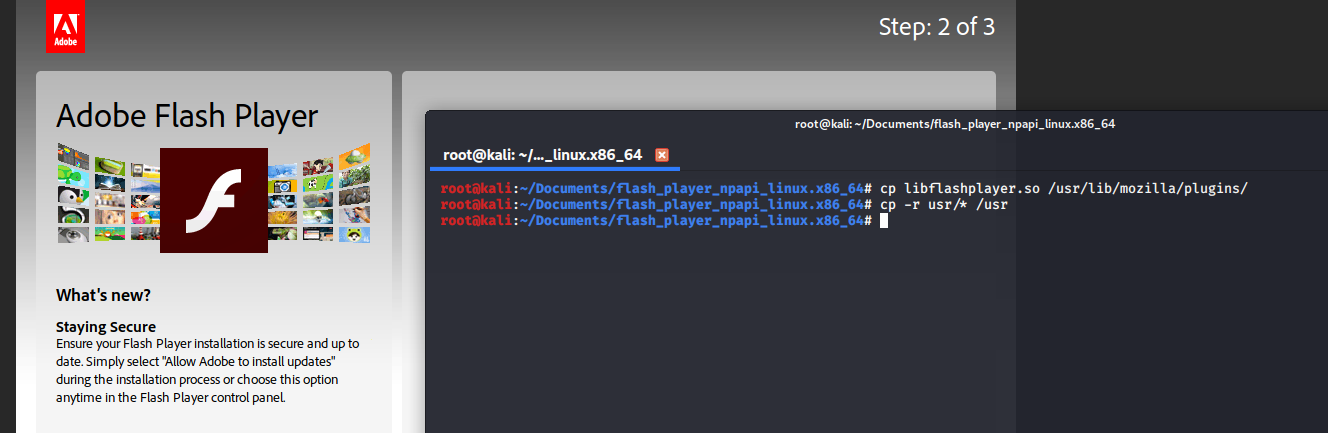 Adobe
Step: 2 of 3
Adobe Flash Player
What's new?
Staying Secure
Ensure your Flash Player installation is secure and up to
date. Simply select "Allow Adobe to install updates"
during the installation process or choose this option
anytime in the Flash Player control panel.
root@kali: ~/Documents/flash_player_npapi_linux.x86_64
root@kali: ~/..._linux.x86_64
root@kali:~/Documents/flash_player_npapi_linux.x86_64# cp libflashplayer.so /usr/lib/mozilla/plugins/
root@kali:~/Documents/flash_player_npapi_linux.x86_64# cp -r usr/* /usr
root@kali:~/Documents/flash_player_npapi_linux.x86_64#